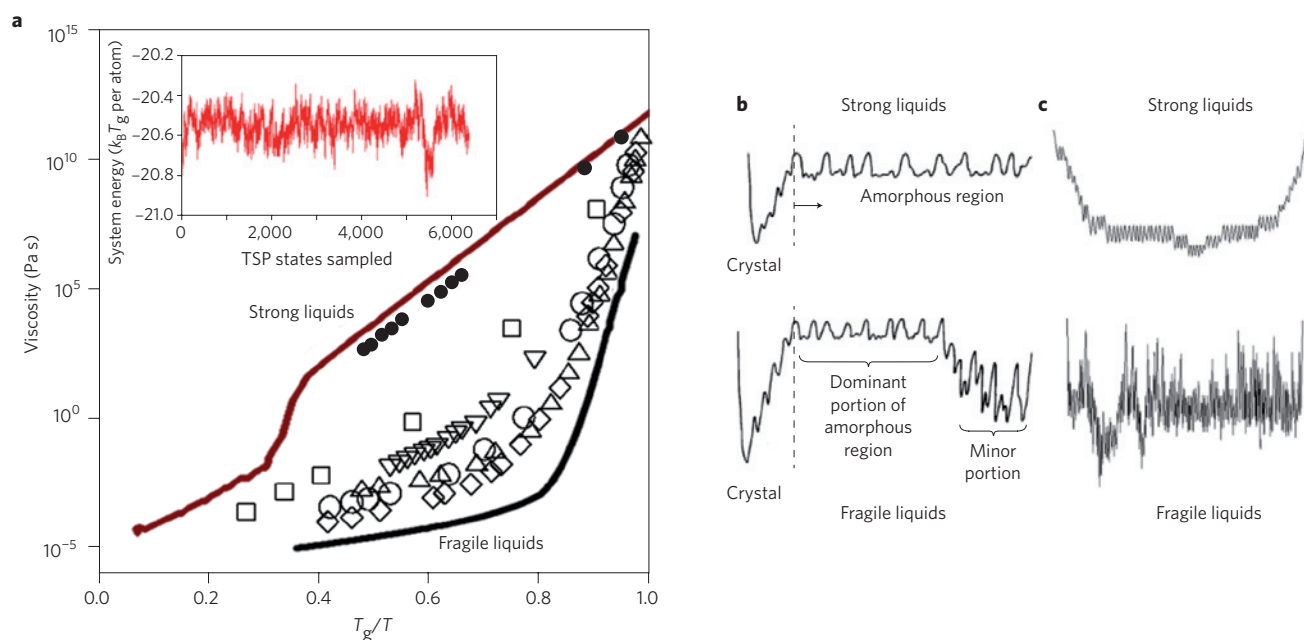 a
10^15
10^10
10^5
10^0
10^−5
Viscosity (Pa s)
0.0
0.2
0.4
0.6
0.8
1.0
T_g/T
System energy (k_BT_g per atom)
−20.2
−20.4
−20.6
−20.8
−21.0
0
2,000
4,000
6,000
TSP states sampled
Strong liquids
Fragile liquids
b
Strong liquids
Amorphous region
Crystal
Dominant
portion of
amorphous
region
Minor
portion
Crystal
Fragile liquids
c
Strong liquids
Fragile liquids